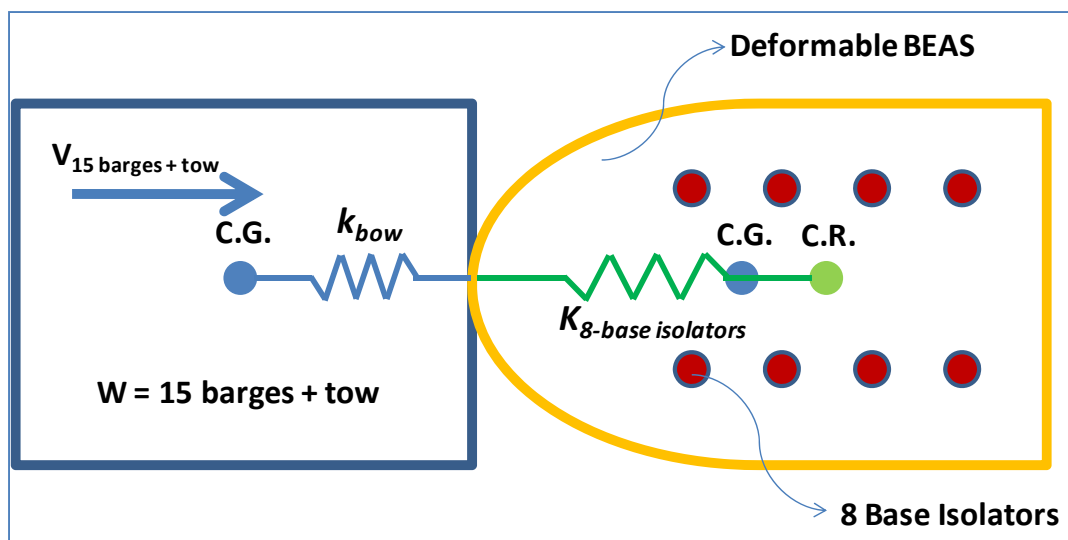 Deformable BEAS
V15 barges + tow
C.G.
kbow
C.G.
C.R.
K8-base isolators
W = 15 barges + tow
8 Base Isolators